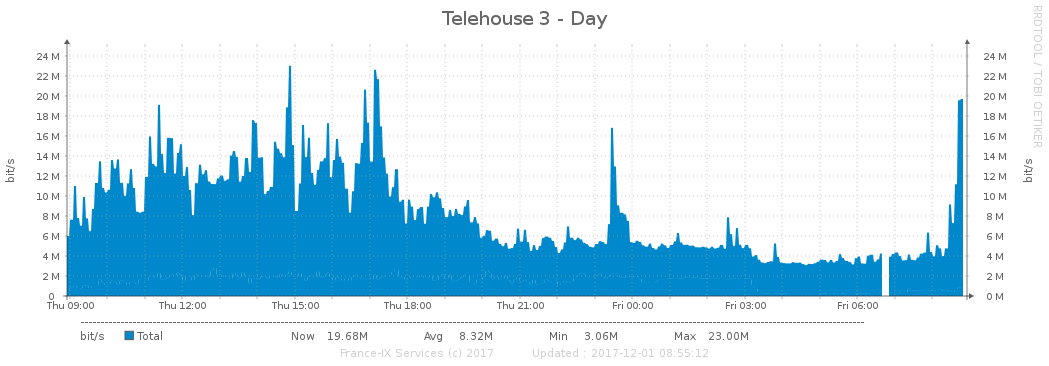 Telehouse 3 - Day
RRDTOOL / TOBI OETIKER
bit/s
24 M 24 M
22 M 22 M
20 M 20 M
18 M 18 M
16 M 16 M
14 M 14 M
12 M 12 M
10 M 10 M
8 M 8 M
6 M 6 M
4 M 4 M
2 M 2 M
0 0 M
bit/s
Thu 09:00 Thu 12:00 Thu 15:00 Thu 18:00 Thu 21:00 Fri 00:00 Fri 03:00 Fri 06:00
bit/s Total Now 19.68M Avg 8.32M Min 3.06M Max 23.00M
France-IX Services (c) 2017 Updated : 2017-12-01 08:55:12